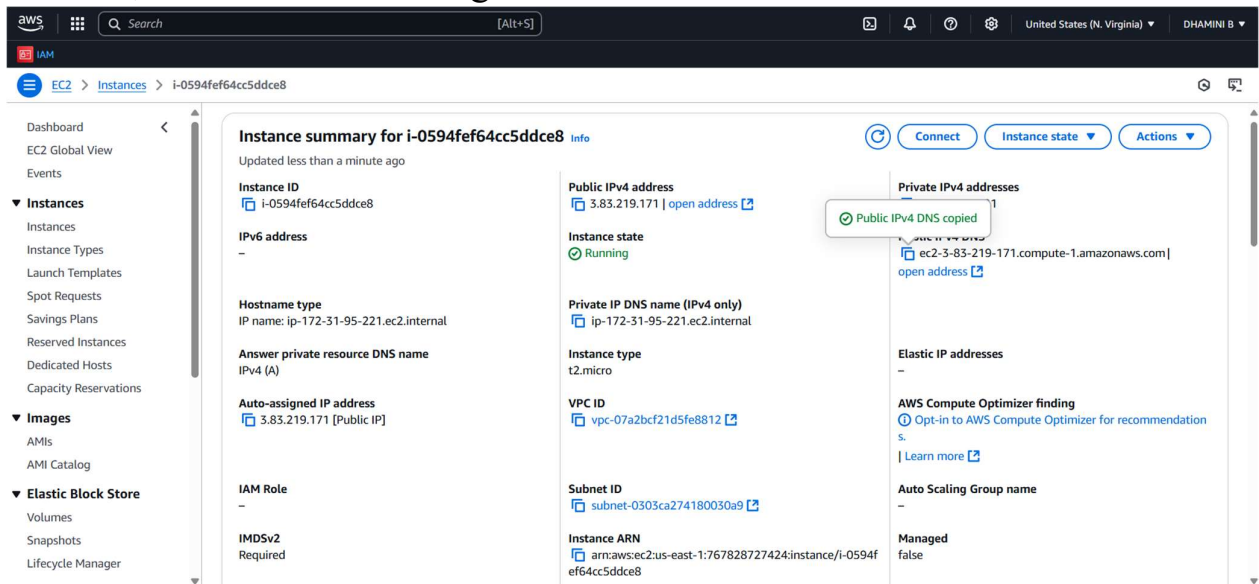 aws
Search
[Alt+S]
United States (N. Virginia) ▼
DHAMINI B ▼
IAM
EC2 > Instances > i-0594fef64cc5ddce8
Dashboard
EC2 Global View
Events
▼ Instances
Instances
Instance Types
Launch Templates
Spot Requests
Savings Plans
Reserved Instances
Dedicated Hosts
Capacity Reservations
▼ Images
AMIs
AMI Catalog
▼ Elastic Block Store
Volumes
Snapshots
Lifecycle Manager
Instance summary for i-0594fef64cc5ddce8 Info
Updated less than a minute ago
Connect
Instance state ▼
Actions ▼
Instance ID
i-0594fef64cc5ddce8
Public IPv4 address
3.83.219.171 | open address
Private IPv4 addresses
Public IPv4 DNS copied
IPv6 address
–
Instance state
Running
Public IPv4 DNS
ec2-3-83-219-171.compute-1.amazonaws.com |
open address
Hostname type
IP name: ip-172-31-95-221.ec2.internal
Private IP DNS name (IPv4 only)
ip-172-31-95-221.ec2.internal
Answer private resource DNS name
IPv4 (A)
Instance type
t2.micro
Elastic IP addresses
–
Auto-assigned IP address
3.83.219.171 [Public IP]
VPC ID
vpc-07a2bcf21d5fe8812
AWS Compute Optimizer finding
Opt-in to AWS Compute Optimizer for recommendation
s.
| Learn more
IAM Role
–
Subnet ID
subnet-0303ca274180030a9
Auto Scaling Group name
–
IMDSv2
Required
Instance ARN
arn:aws:ec2:us-east-1:767828727424:instance/i-0594f
ef64cc5ddce8
Managed
false